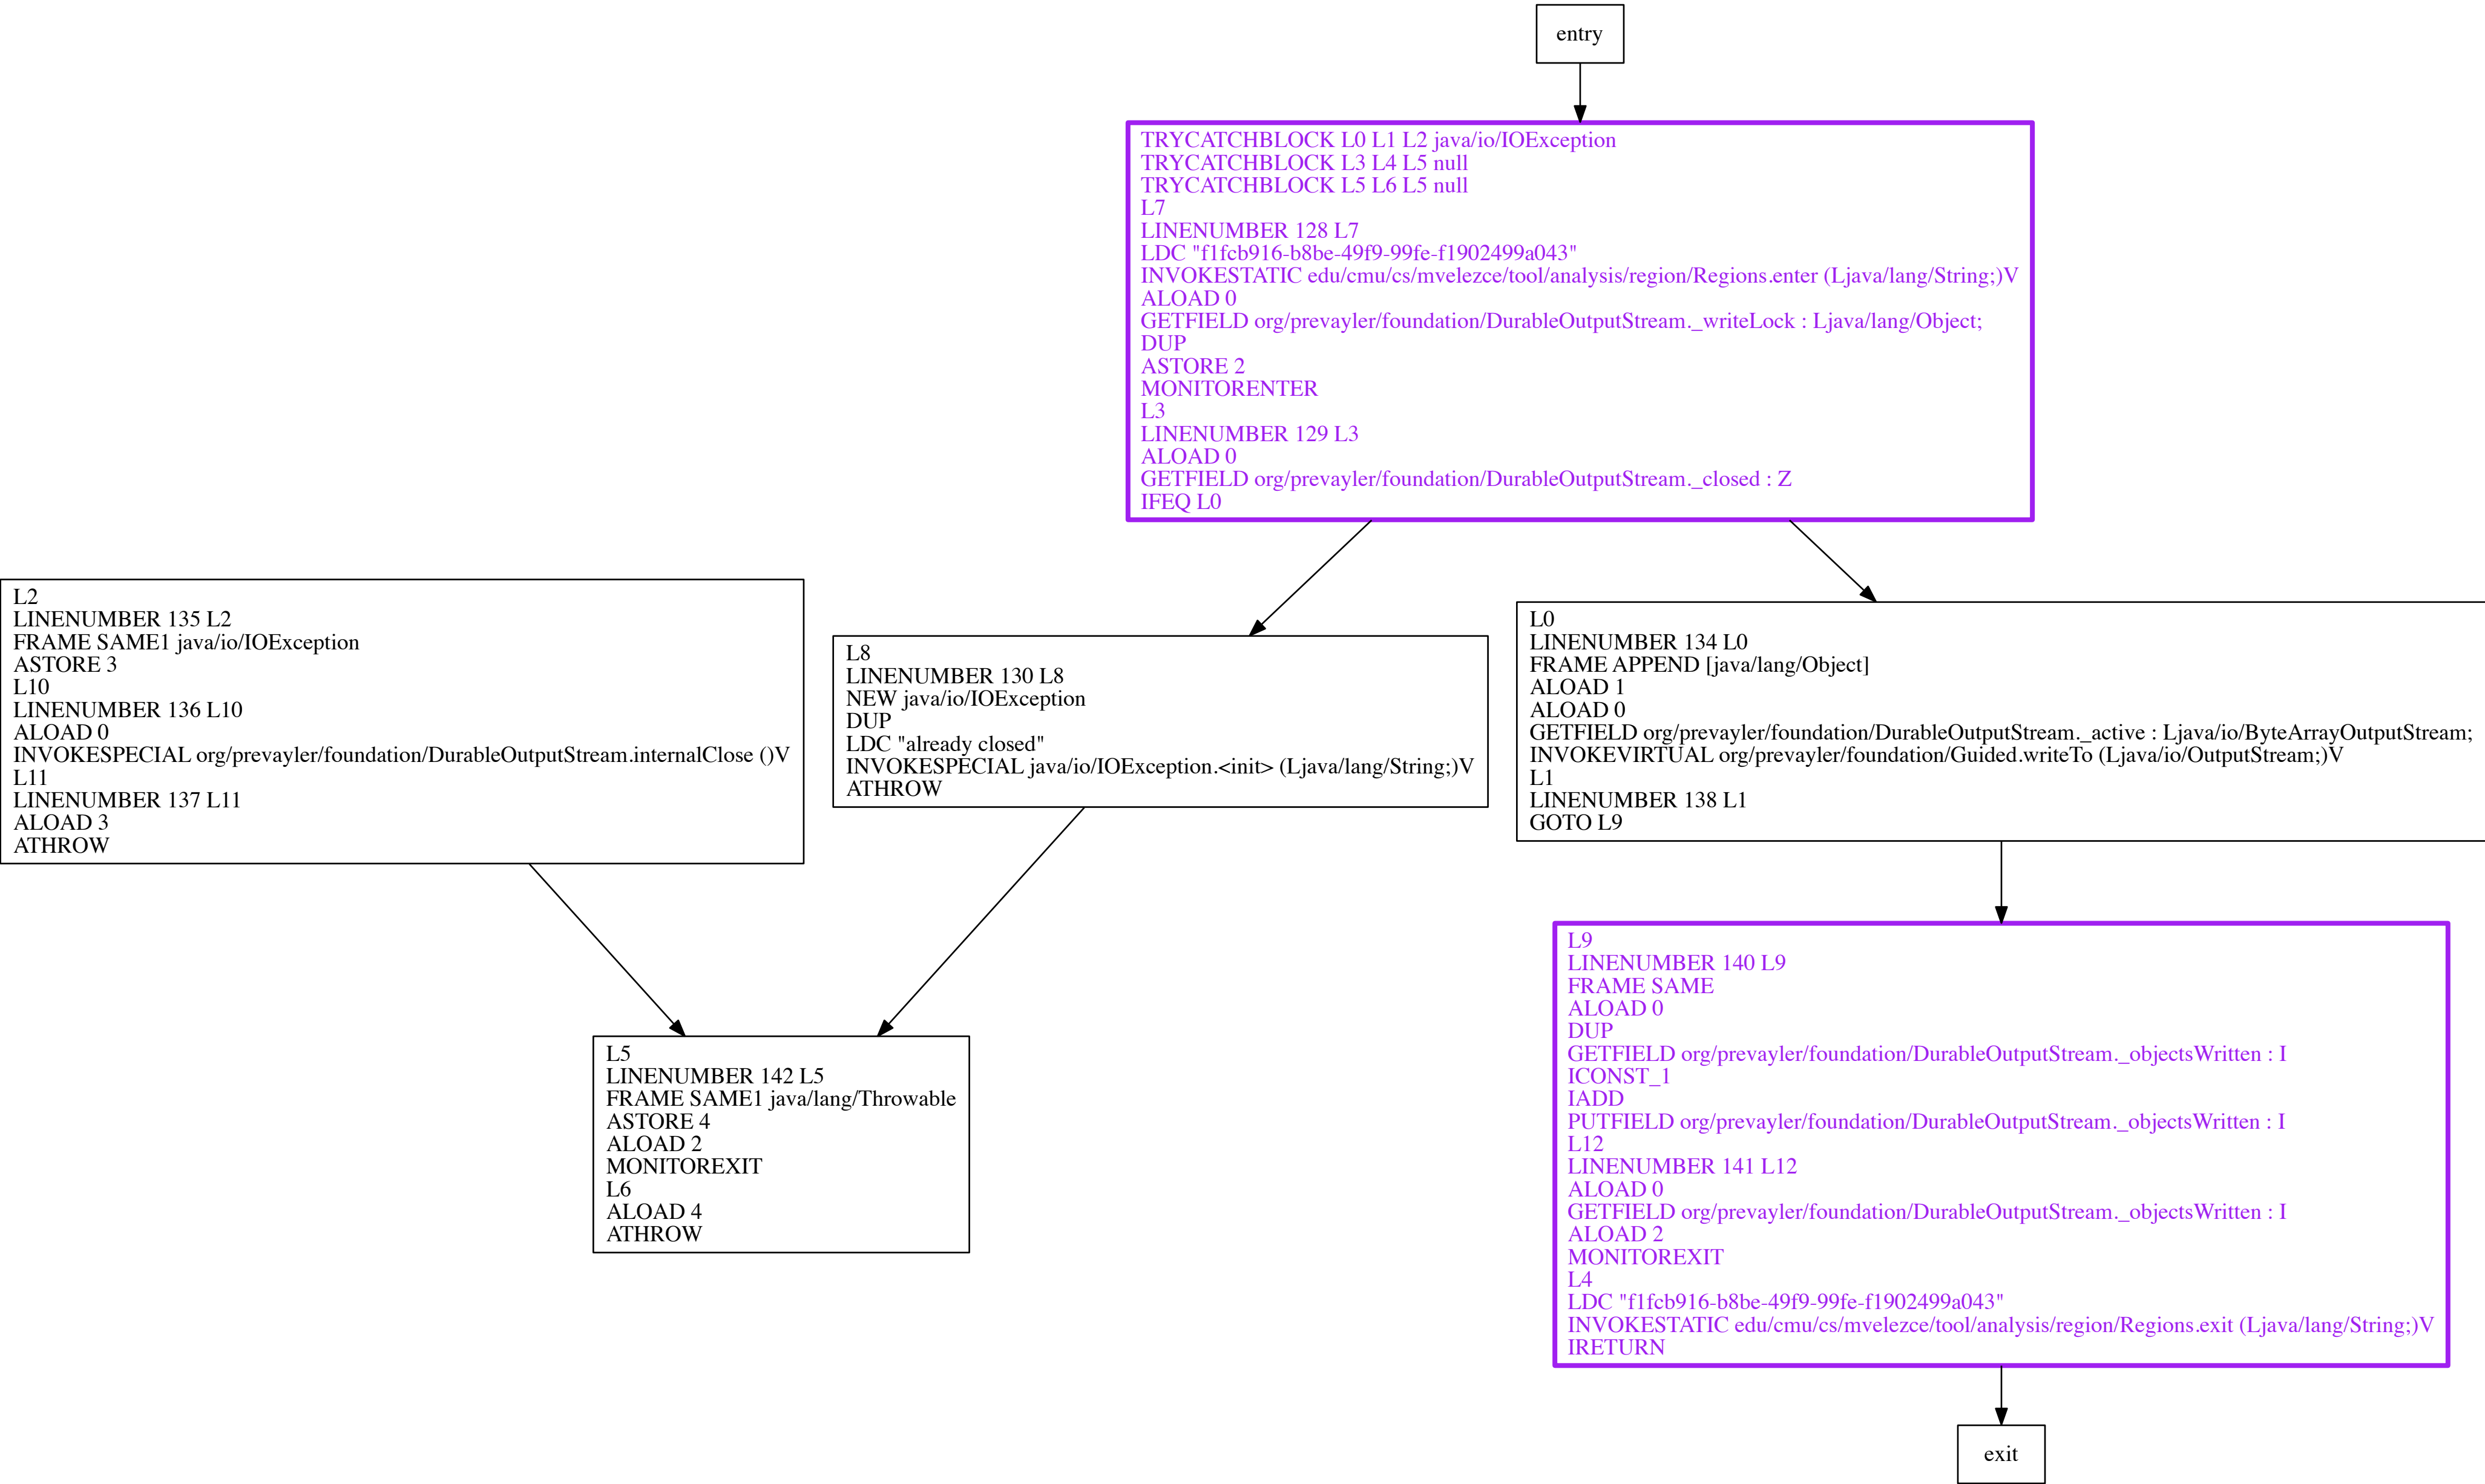 entry
TRYCATCHBLOCK L0 L1 L2 java/io/IOException
TRYCATCHBLOCK L3 L4 L5 null
TRYCATCHBLOCK L5 L6 L5 null
L7
LINENUMBER 128 L7
LDC "f1fcb916-b8be-49f9-99fe-f1902499a043"
INVOKESTATIC edu/cmu/cs/mvelezce/tool/analysis/region/Regions.enter (Ljava/lang/String;)V
ALOAD 0
GETFIELD org/prevayler/foundation/DurableOutputStream._writeLock : Ljava/lang/Object;
DUP
ASTORE 2
MONITORENTER
L3
LINENUMBER 129 L3
ALOAD 0
GETFIELD org/prevayler/foundation/DurableOutputStream._closed : Z
IFEQ L0
L2
LINENUMBER 135 L2
FRAME SAME1 java/io/IOException
ASTORE 3
L10
LINENUMBER 136 L10
ALOAD 0
INVOKESPECIAL org/prevayler/foundation/DurableOutputStream.internalClose ()V
L11
LINENUMBER 137 L11
ALOAD 3
ATHROW
L8
LINENUMBER 130 L8
NEW java/io/IOException
DUP
LDC "already closed"
INVOKESPECIAL java/io/IOException.<init> (Ljava/lang/String;)V
ATHROW
L0
LINENUMBER 134 L0
FRAME APPEND [java/lang/Object]
ALOAD 1
ALOAD 0
GETFIELD org/prevayler/foundation/DurableOutputStream._active : Ljava/io/ByteArrayOutputStream;
INVOKEVIRTUAL org/prevayler/foundation/Guided.writeTo (Ljava/io/OutputStream;)V
L1
LINENUMBER 138 L1
GOTO L9
L5
LINENUMBER 142 L5
FRAME SAME1 java/lang/Throwable
ASTORE 4
ALOAD 2
MONITOREXIT
L6
ALOAD 4
ATHROW
L9
LINENUMBER 140 L9
FRAME SAME
ALOAD 0
DUP
GETFIELD org/prevayler/foundation/DurableOutputStream._objectsWritten : I
ICONST_1
IADD
PUTFIELD org/prevayler/foundation/DurableOutputStream._objectsWritten : I
L12
LINENUMBER 141 L12
ALOAD 0
GETFIELD org/prevayler/foundation/DurableOutputStream._objectsWritten : I
ALOAD 2
MONITOREXIT
L4
LDC "f1fcb916-b8be-49f9-99fe-f1902499a043"
INVOKESTATIC edu/cmu/cs/mvelezce/tool/analysis/region/Regions.exit (Ljava/lang/String;)V
IRETURN
exit